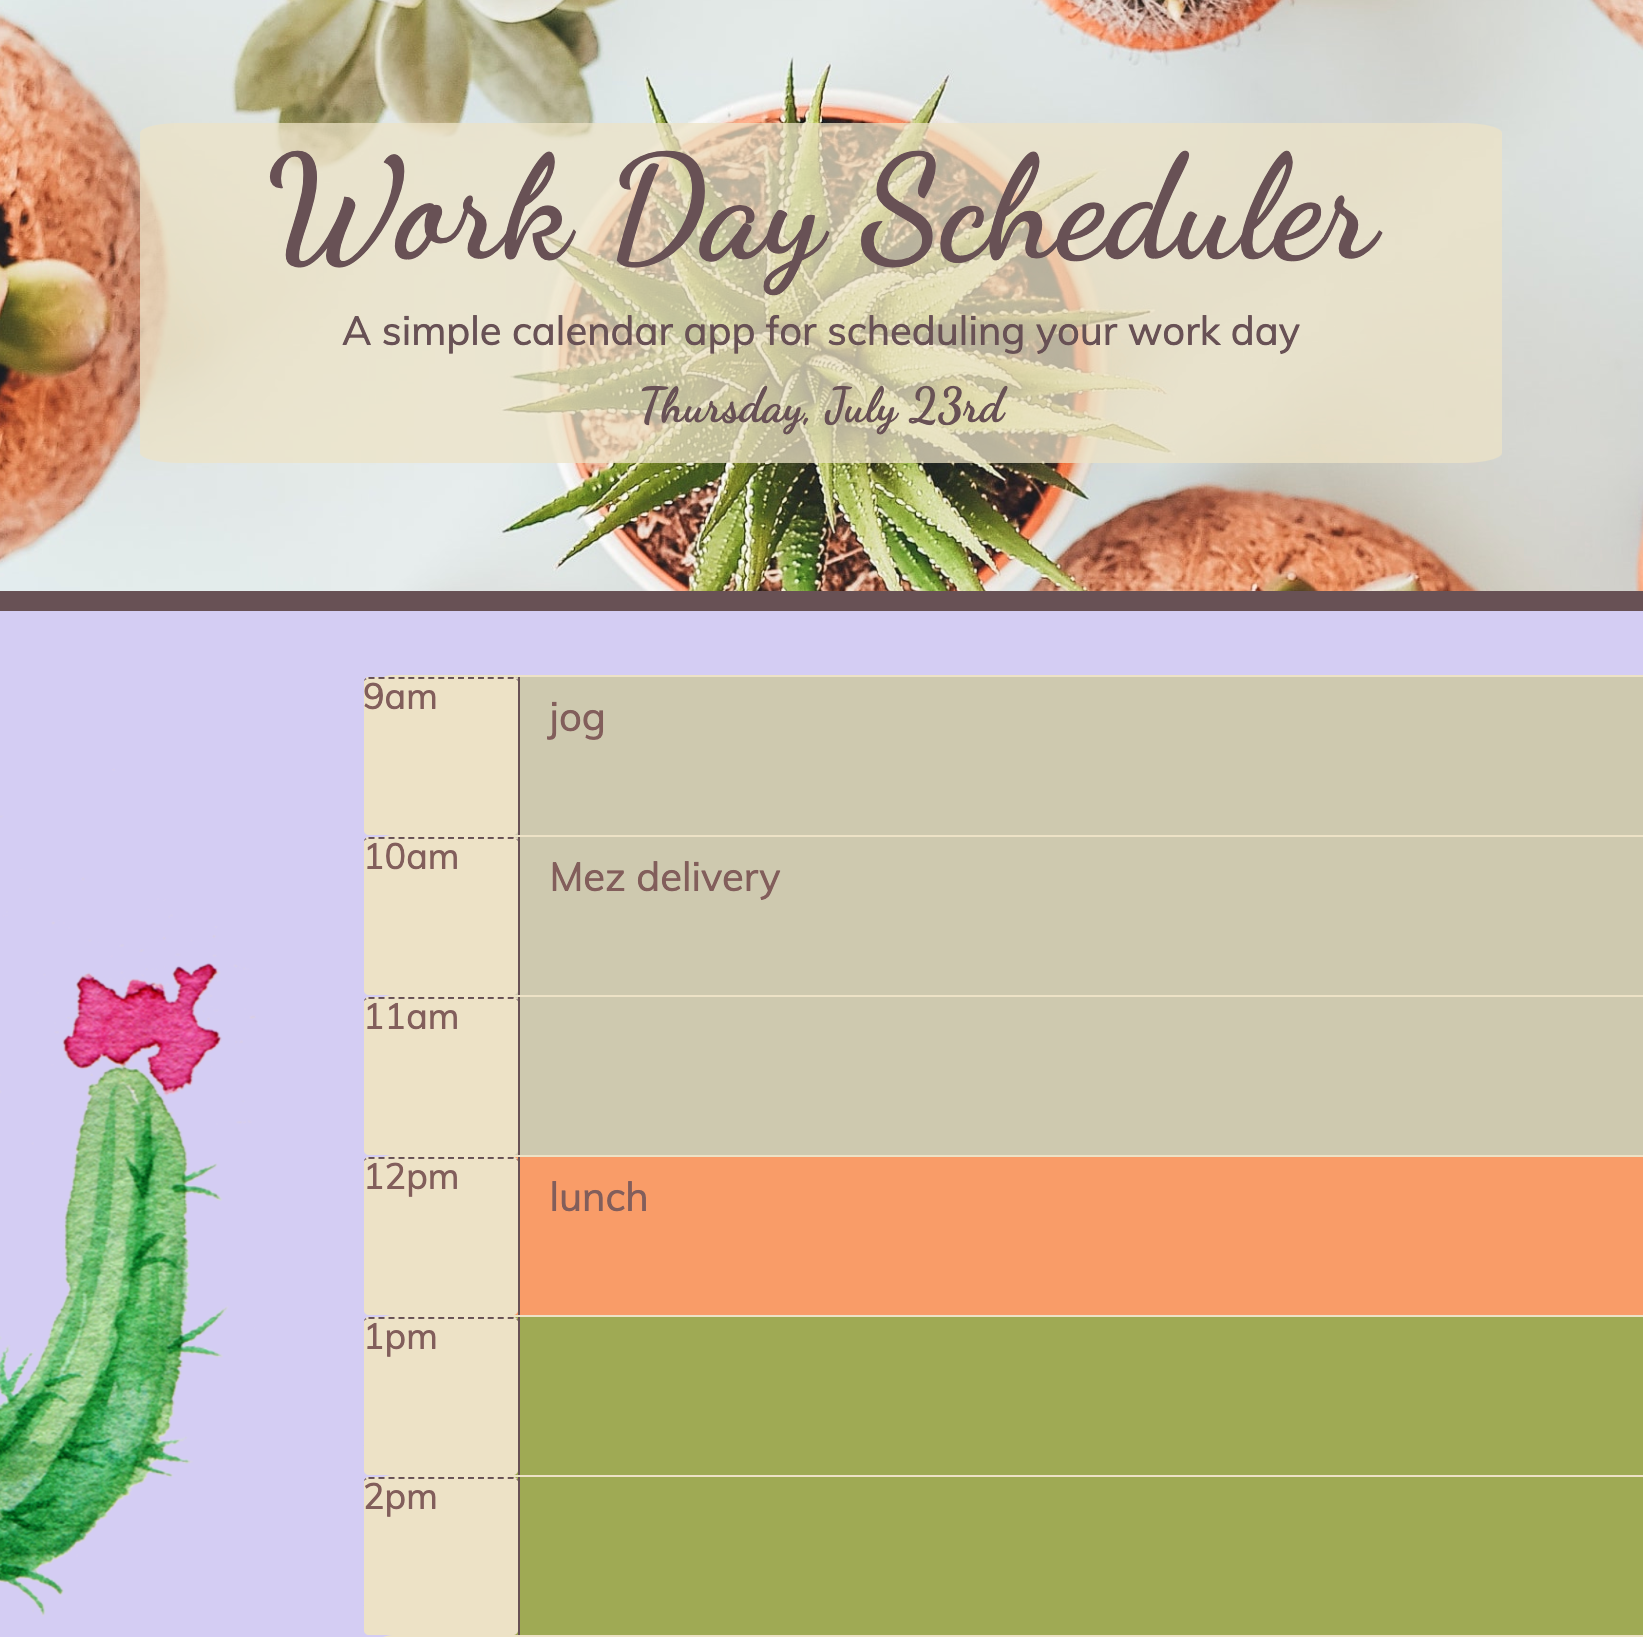 Work Day Scheduler
A simple calendar app for scheduling your work day
Thursday, July 23rd
9am
jog
10am
Mez delivery
11am
12pm
lunch
1pm
2pm